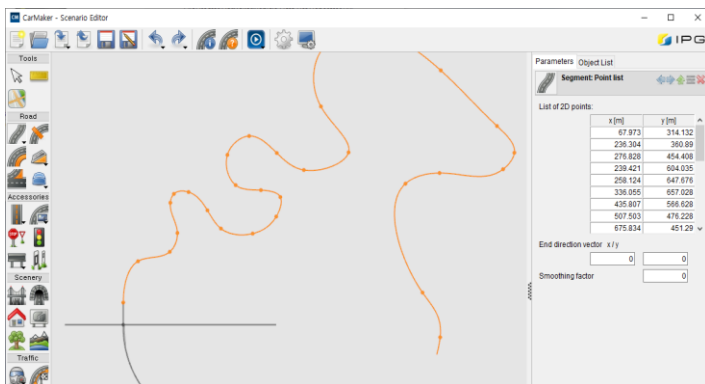 CM CarMaker - Scenario Editor
IPG
Tools
Road
Accessories
STOP
Scenery
Traffic
Parameters Object List
Segment: Point list
List of 2D points:
x [m] y [m]
67.973 314.132
236.304 360.89
276.828 454.408
239.421 604.035
258.124 647.676
336.055 657.028
435.807 566.628
507.503 476.228
675.834 451.29
End direction vector x / y
0 0
Smoothing factor 0